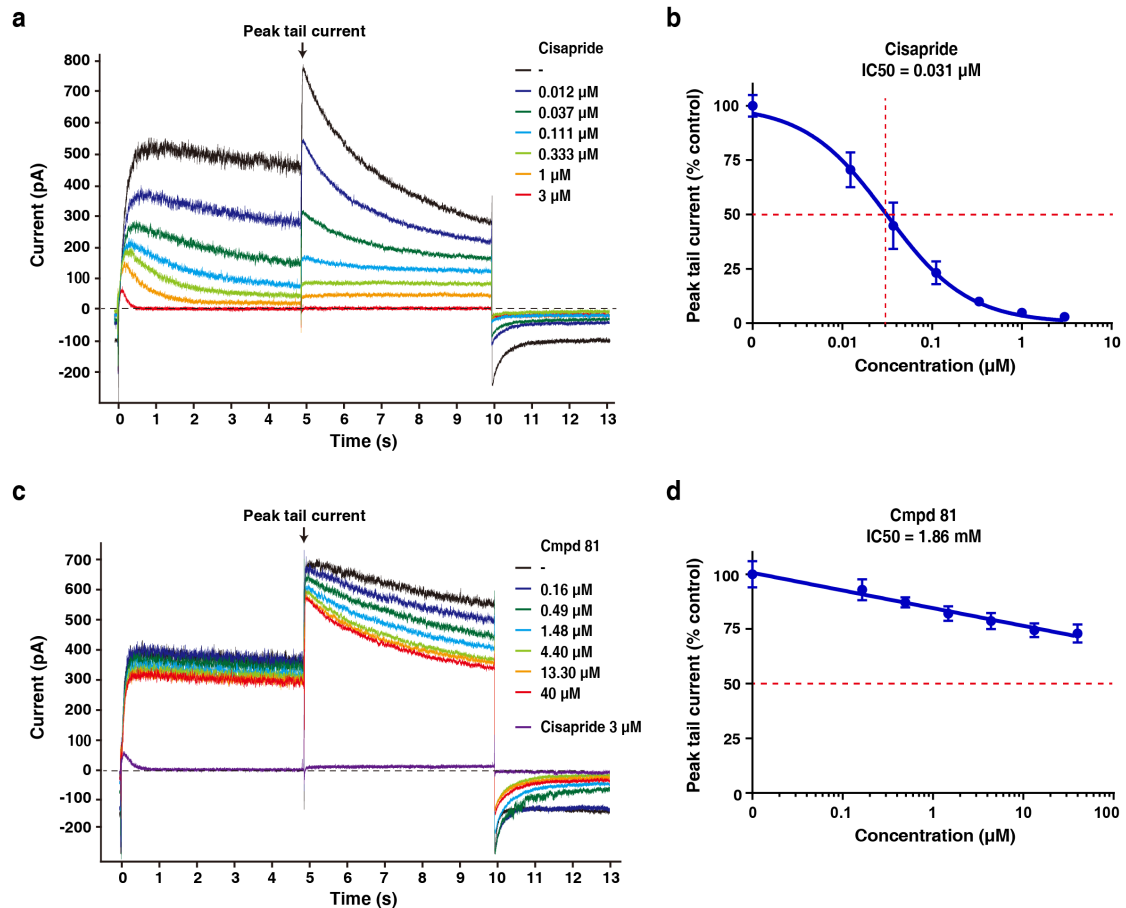 a
Peak tail current
Cisapride
-
0.012 µM
0.037 µM
0.111 µM
0.333 µM
1 µM
3 µM
Current (pA)
800
700
600
500
400
300
200
100
0
-100
-200
0 1 2 3 4 5 6 7 8 9 10 11 12 13
Time (s)
b
Cisapride
IC50 = 0.031 µM
Peak tail current (% control)
100
75
50
25
0
0 0.01 0.1 1 10
Concentration (µM)
c
Peak tail current
Cmpd 81
-
0.16 µM
0.49 µM
1.48 µM
4.40 µM
13.30 µM
40 µM
Cisapride 3 µM
Current (pA)
700
600
500
400
300
200
100
0
-100
-200
0 1 2 3 4 5 6 7 8 9 10 11 12 13
Time (s)
d
Cmpd 81
IC50 = 1.86 mM
Peak tail current (% control)
100
75
50
25
0
0 0.1 1 10 100
Concentration (µM)